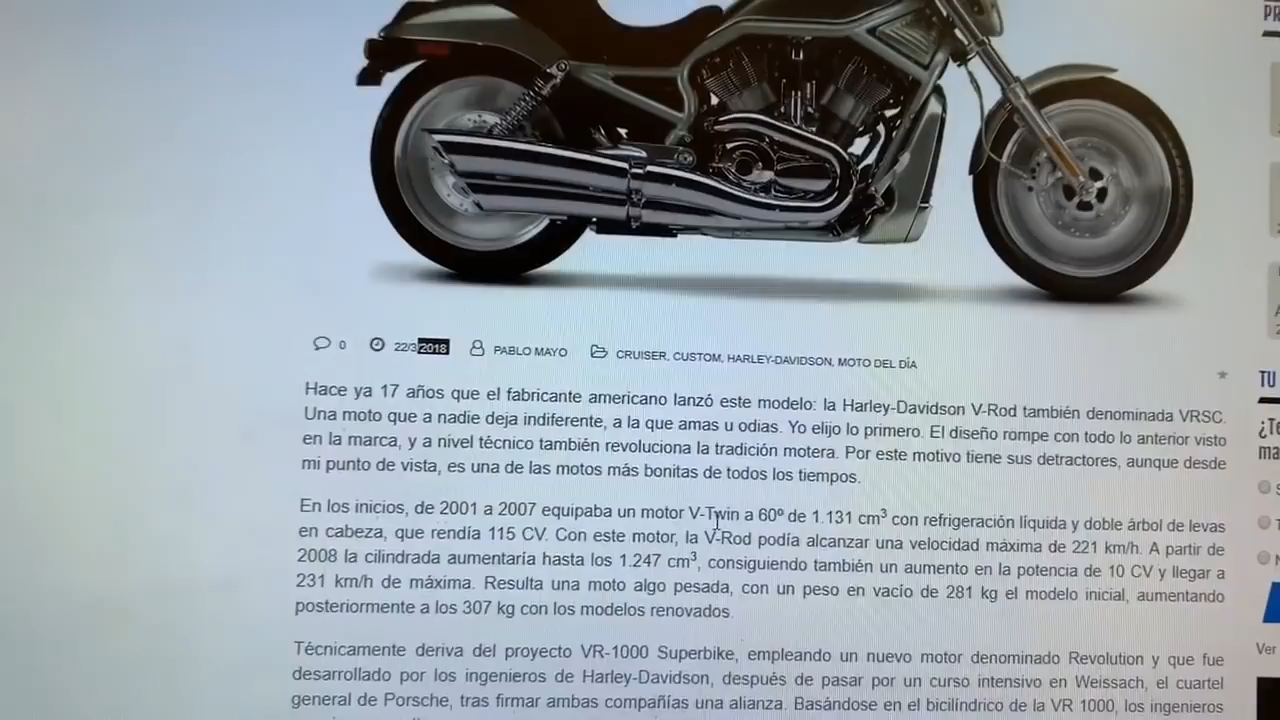 PR
0 22/3/2018 PABLO MAYO CRUISER, CUSTOM, HARLEY-DAVIDSON, MOTO DEL DÍA
Hace ya 17 años que el fabricante americano lanzó este modelo: la Harley-Davidson V-Rod también denominada VRSC.
Una moto que a nadie deja indiferente, a la que amas u odias. Yo elijo lo primero. El diseño rompe con todo lo anterior visto
en la marca, y a nivel técnico también revoluciona la tradición motera. Por este motivo tiene sus detractores, aunque desde
mi punto de vista, es una de las motos más bonitas de todos los tiempos.
En los inicios, de 2001 a 2007 equipaba un motor V-Twin a 60º de 1.131 cm³ con refrigeración líquida y doble árbol de levas
en cabeza, que rendía 115 CV. Con este motor, la V-Rod podía alcanzar una velocidad máxima de 221 km/h. A partir de
2008 la cilindrada aumentaría hasta los 1.247 cm³, consiguiendo también un aumento en la potencia de 10 CV y llegar a
231 km/h de máxima. Resulta una moto algo pesada, con un peso en vacío de 281 kg el modelo inicial, aumentando
posteriormente a los 307 kg con los modelos renovados.
Técnicamente deriva del proyecto VR-1000 Superbike, empleando un nuevo motor denominado Revolution y que fue
desarrollado por los ingenieros de Harley-Davidson, después de pasar por un curso intensivo en Weissach, el cuartel
general de Porsche, tras firmar ambas compañías una alianza. Basándose en el bicilíndrico de la VR 1000, los ingenieros
TU
¿Te
ma
Ver